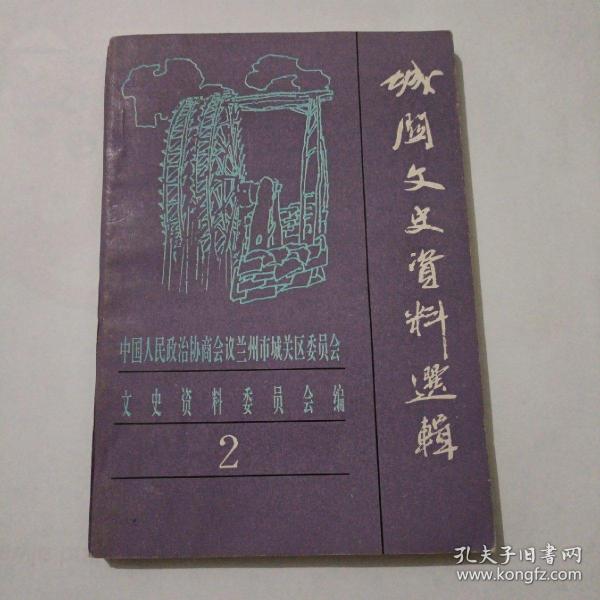 城関文史資料選輯
中国人民政治协商会议兰州市城关区委员会
文史资料委员会编
2
孔夫子旧书网
www.kongfz.com